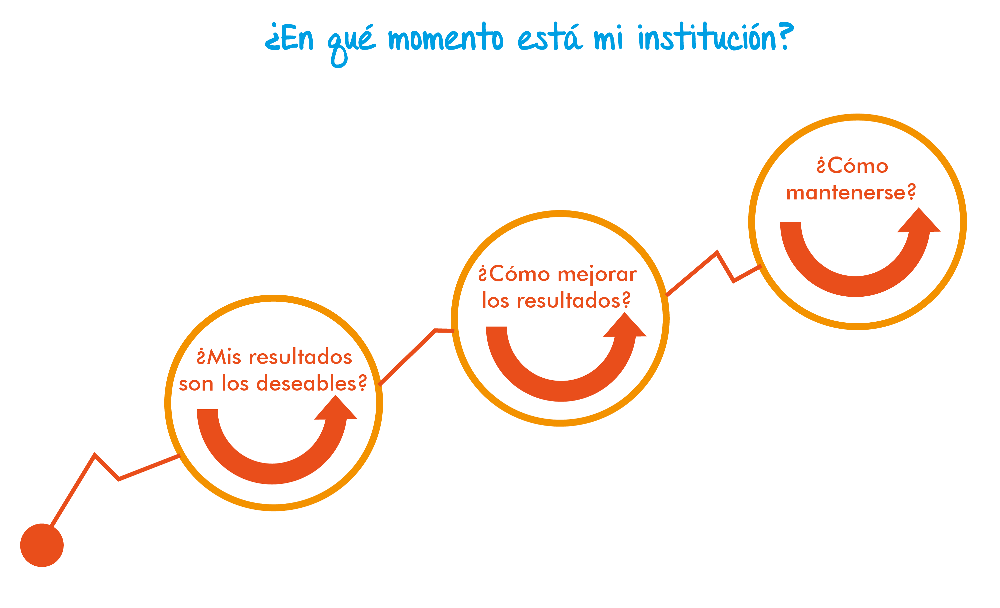 ¿En qué momento está mi institución?
¿Mis resultados
son los deseables?
¿Cómo mejorar
los resultados?
¿Cómo
mantenerse?